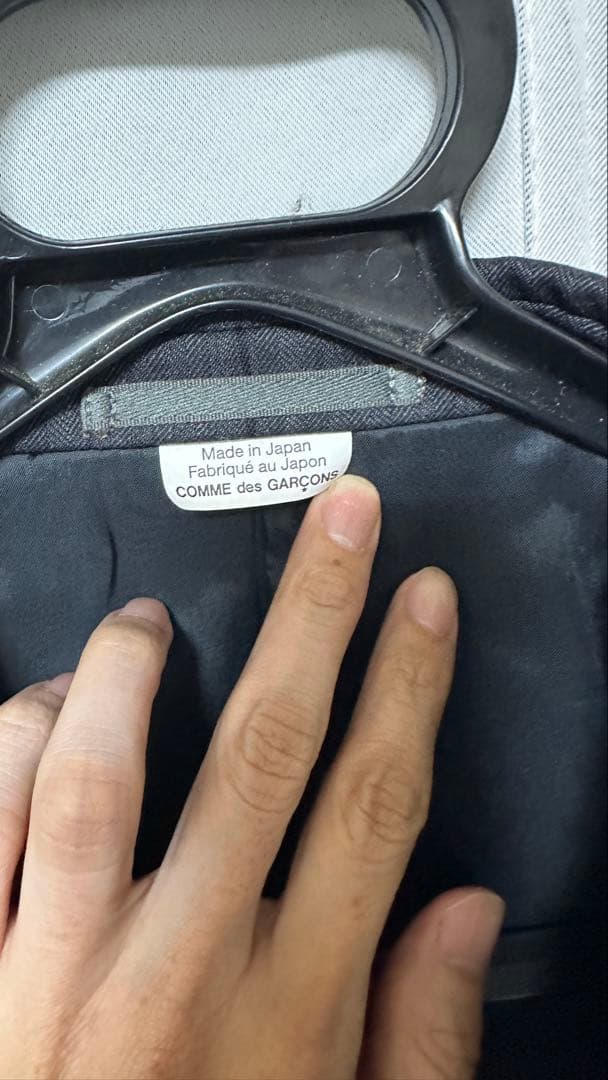 Made in Japan
Fabriqué au Japon
COMME des GARÇONS